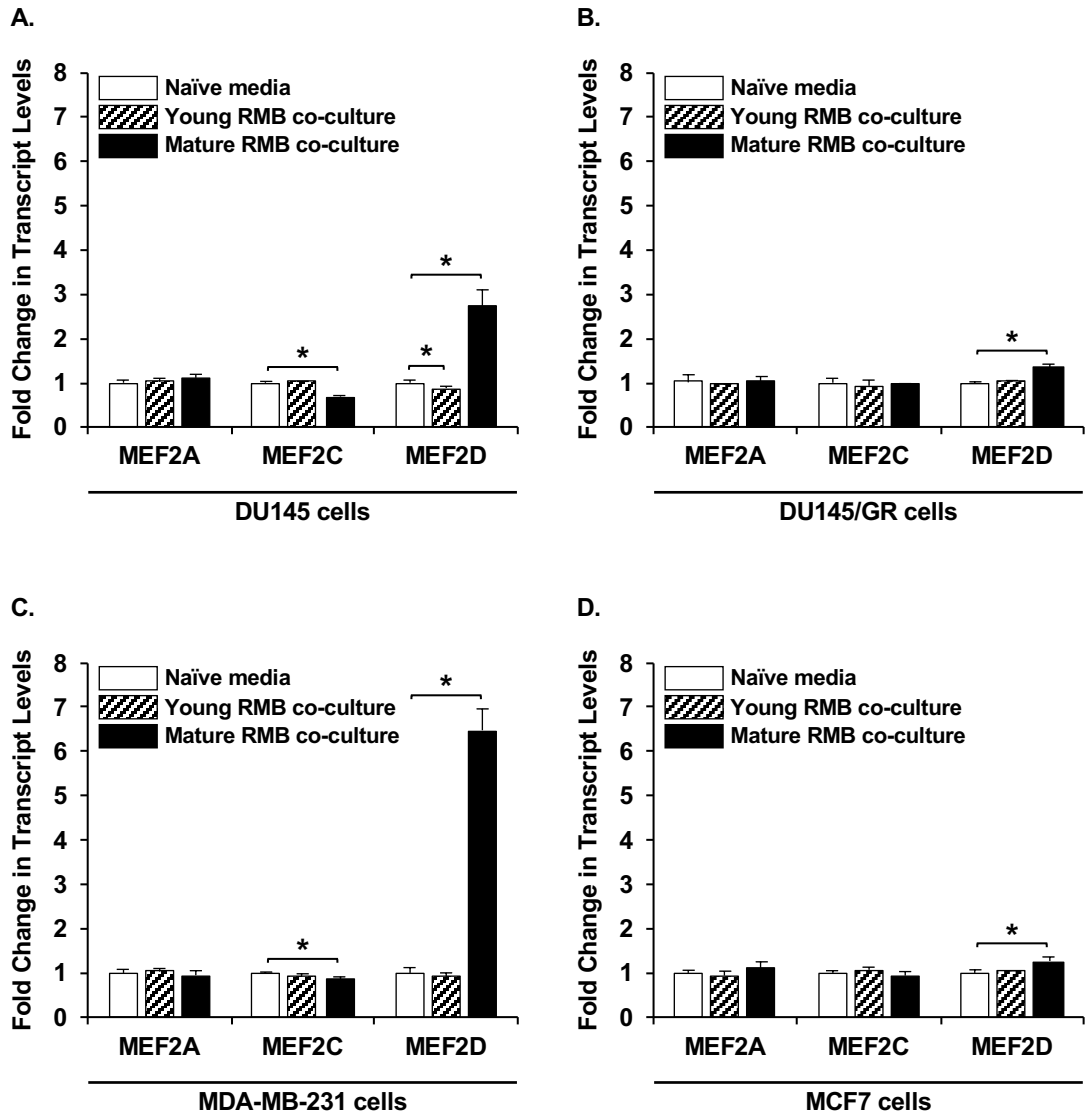 A.
Fold Change in Transcript Levels
8
7
6
5
4
3
2
1
0
Naïve media
Young RMB co-culture
Mature RMB co-culture
*
*
*
MEF2A MEF2C MEF2D
DU145 cells
B.
Fold Change in Transcript Levels
8
7
6
5
4
3
2
1
0
Naïve media
Young RMB co-culture
Mature RMB co-culture
*
MEF2A MEF2C MEF2D
DU145/GR cells
C.
Fold Change in Transcript Levels
8
7
6
5
4
3
2
1
0
Naïve media
Young RMB co-culture
Mature RMB co-culture
*
*
MEF2A MEF2C MEF2D
MDA-MB-231 cells
D.
Fold Change in Transcript Levels
8
7
6
5
4
3
2
1
0
Naïve media
Young RMB co-culture
Mature RMB co-culture
*
MEF2A MEF2C MEF2D
MCF7 cells